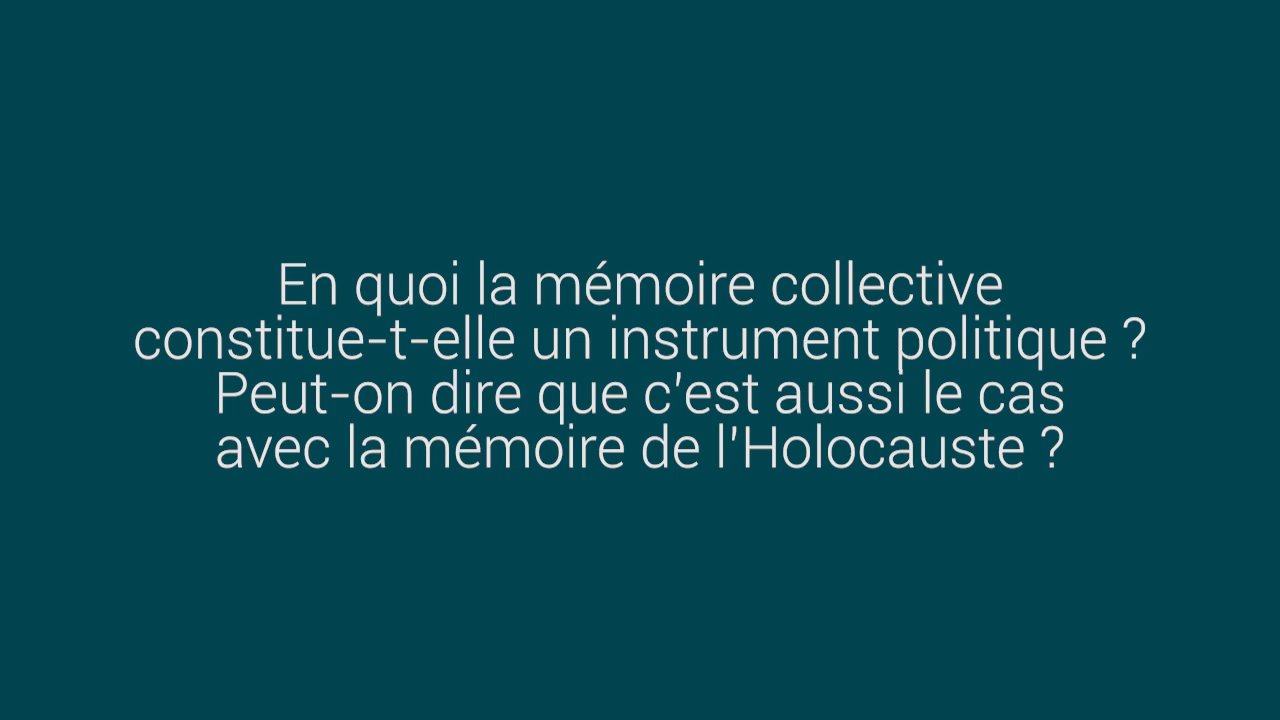 En quoi la mémoire collective
constitue-t-elle un instrument politique ?
Peut-on dire que c'est aussi le cas
avec la mémoire de l'Holocauste ?